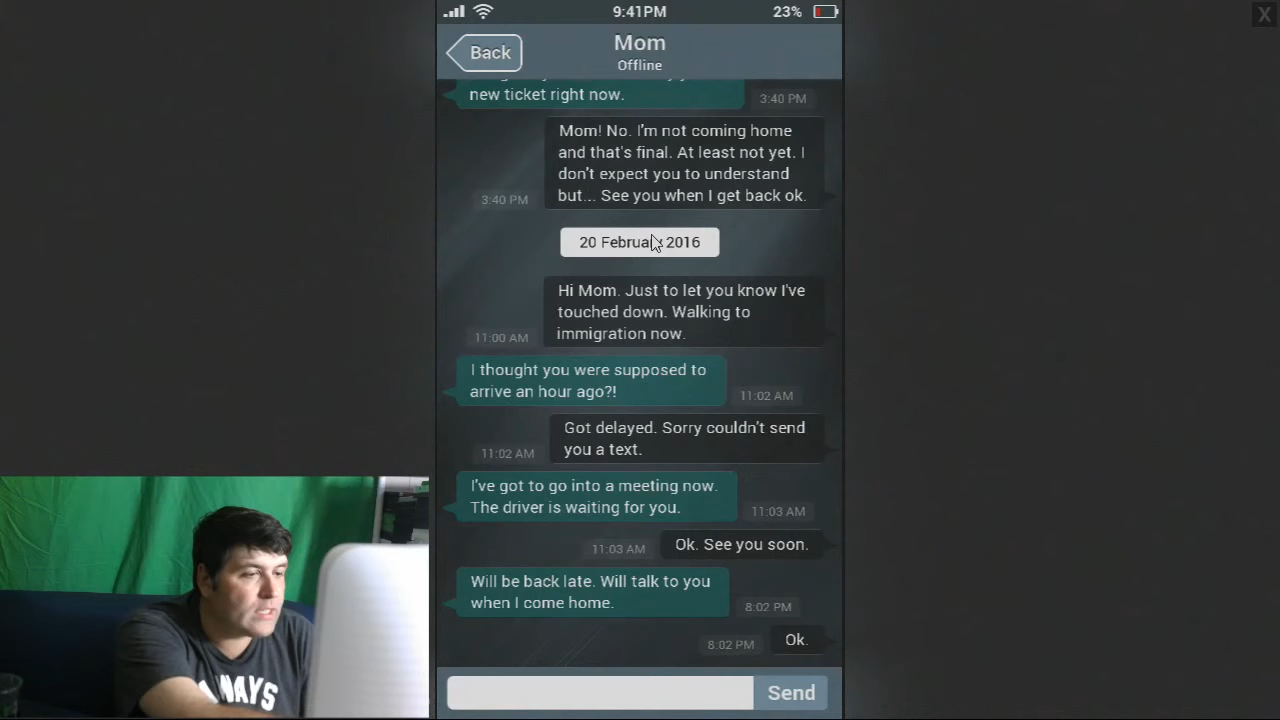 9:41PM
23%
X
Back
Mom
Offline
new ticket right now.
3:40 PM
Mom! No. I'm not coming home
and that's final. At least not yet. I
don't expect you to understand
but... See you when I get back ok.
3:40 PM
20 February 2016
Hi Mom. Just to let you know I've
touched down. Walking to
immigration now.
11:00 AM
I thought you were supposed to
arrive an hour ago?!
11:02 AM
Got delayed. Sorry couldn't send
you a text.
11:02 AM
I've got to go into a meeting now.
The driver is waiting for you.
11:03 AM
Ok. See you soon.
11:03 AM
Will be back late. Will talk to you
when I come home.
8:02 PM
Ok.
8:02 PM
Send